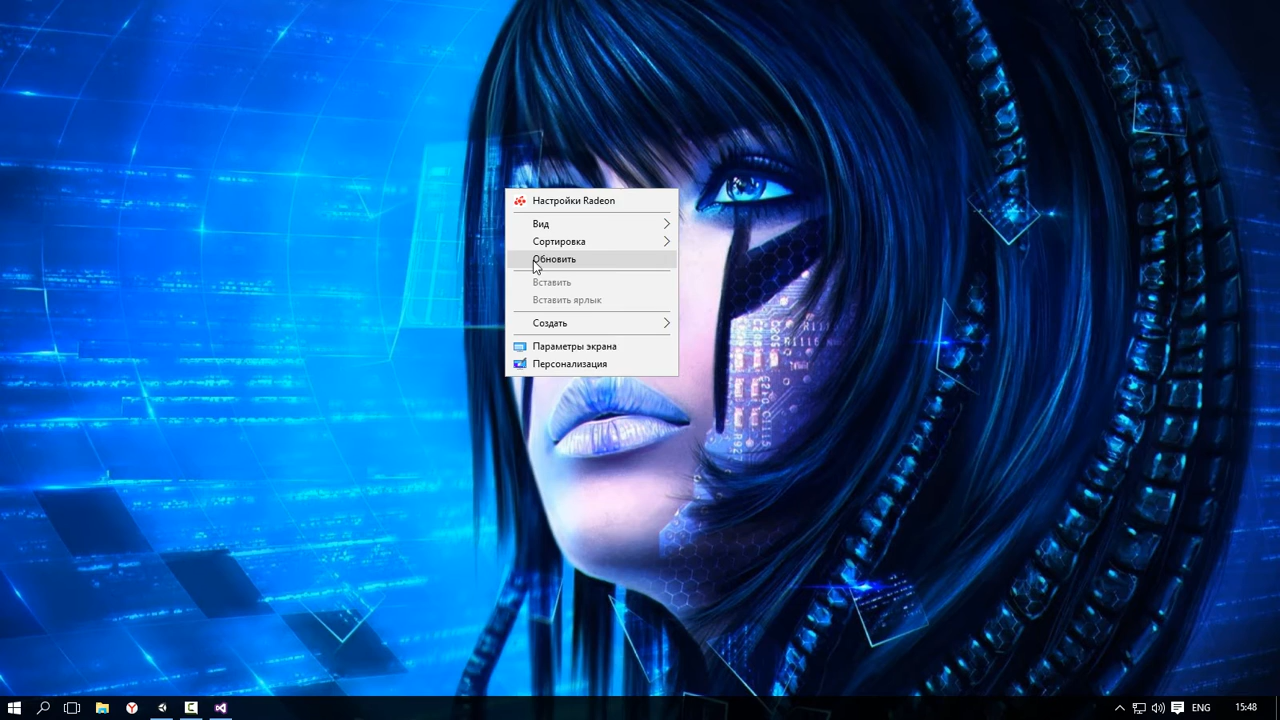 Настройки Radeon
Вид
Сортировка
Обновить
Вставить
Вставить ярлык
Создать
Параметры экрана
Персонализация
ENG
15:48